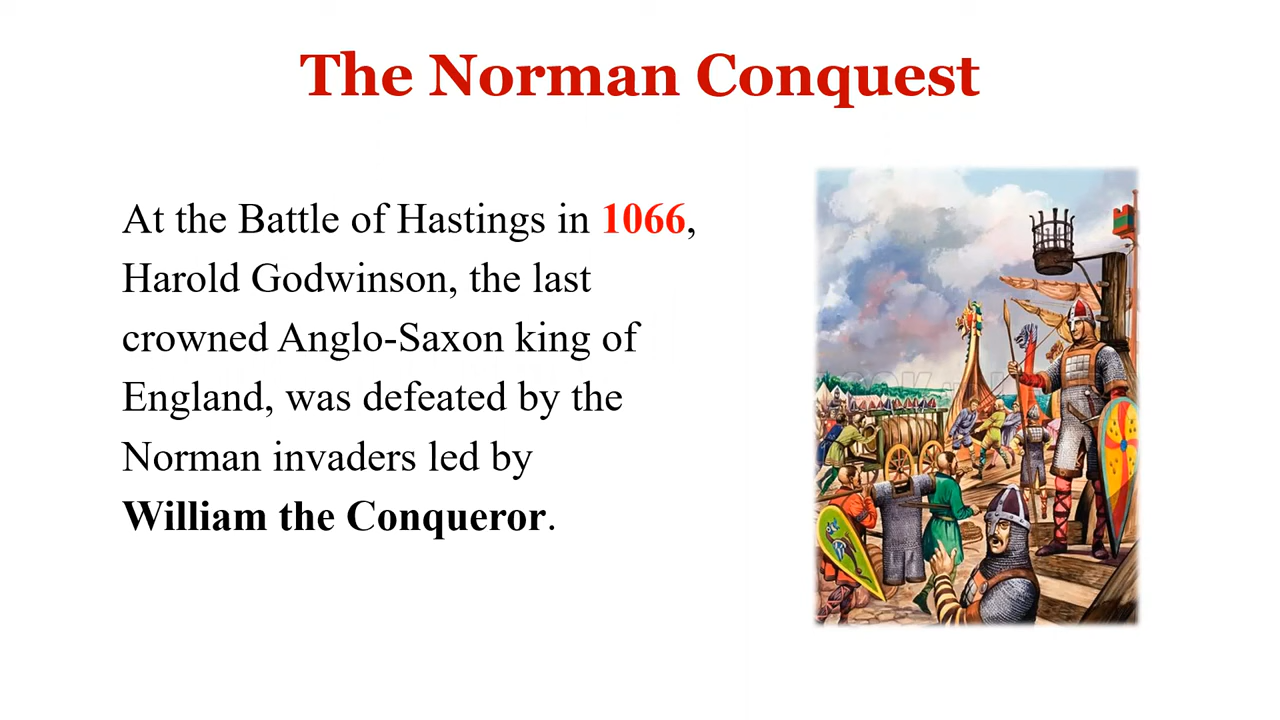 The Norman Conquest
At the Battle of Hastings in 1066,
Harold Godwinson, the last
crowned Anglo-Saxon king of
England, was defeated by the
Norman invaders led by
William the Conqueror.